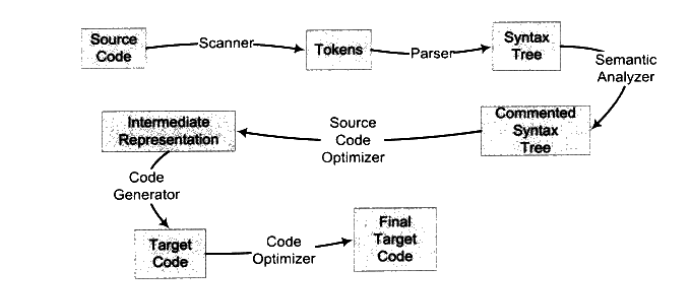 Source
Code
Scanner
Tokens
Parser
Syntax
Tree
Semantic
Analyzer
Commented
Syntax
Tree
Source
Code
Optimizer
Intermediate
Representation
Code
Generator
Target
Code
Code
Optimizer
Final
Target
Code